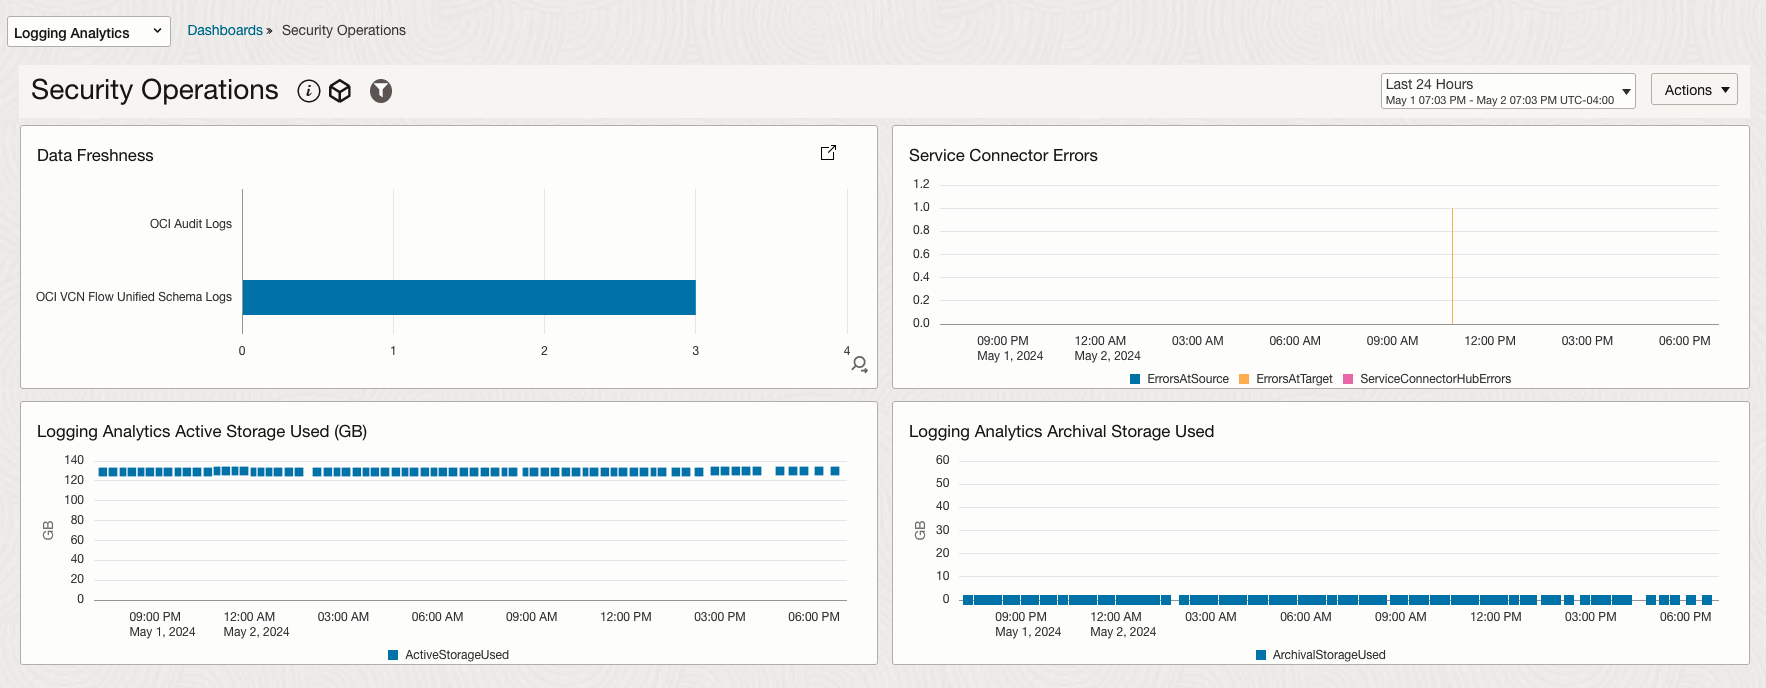 Logging Analytics
Dashboards » Security Operations
Security Operations
Last 24 Hours
May 1 07:03 PM - May 2 07:03 PM UTC-04:00
Actions
Data Freshness
OCI Audit Logs
OCI VCN Flow Unified Schema Logs
0 1 2 3 4
Service Connector Errors
1.2
1.0
0.8
0.6
0.4
0.2
0.0
09:00 PM 12:00 AM 03:00 AM 06:00 AM 09:00 AM 12:00 PM 03:00 PM 06:00 PM
May 1, 2024 May 2, 2024
ErrorsAtSource ErrorsAtTarget ServiceConnectorHubErrors
Logging Analytics Active Storage Used (GB)
GB
140
120
100
80
60
40
20
0
09:00 PM 12:00 AM 03:00 AM 06:00 AM 09:00 AM 12:00 PM 03:00 PM 06:00 PM
May 1, 2024 May 2, 2024
ActiveStorageUsed
Logging Analytics Archival Storage Used
GB
60
50
40
30
20
10
0
09:00 PM 12:00 AM 03:00 AM 06:00 AM 09:00 AM 12:00 PM 03:00 PM 06:00 PM
May 1, 2024 May 2, 2024
ArchivalStorageUsed